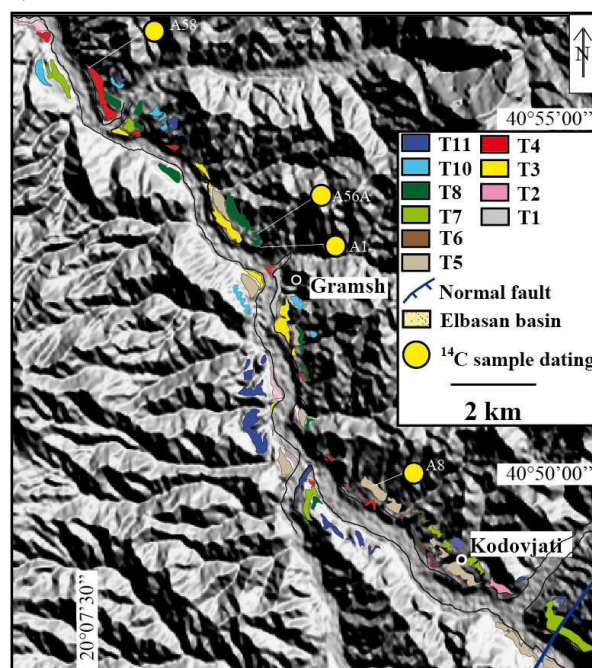 A58
N
40°55’00’’
T11 T4
T10 T3
T8 T2
T7 T1
T6
T5
Normal fault
Elbasan basin
¹⁴C sample dating
2 km
A56A
A1
Gramsh
A8
40°50’00’’
Kodovjati
20°07’30”